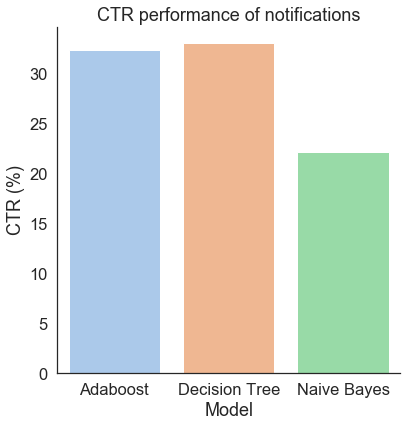 CTR performance of notifications
CTR (%)
30
25
20
15
10
5
0
Adaboost Decision Tree Naive Bayes
Model